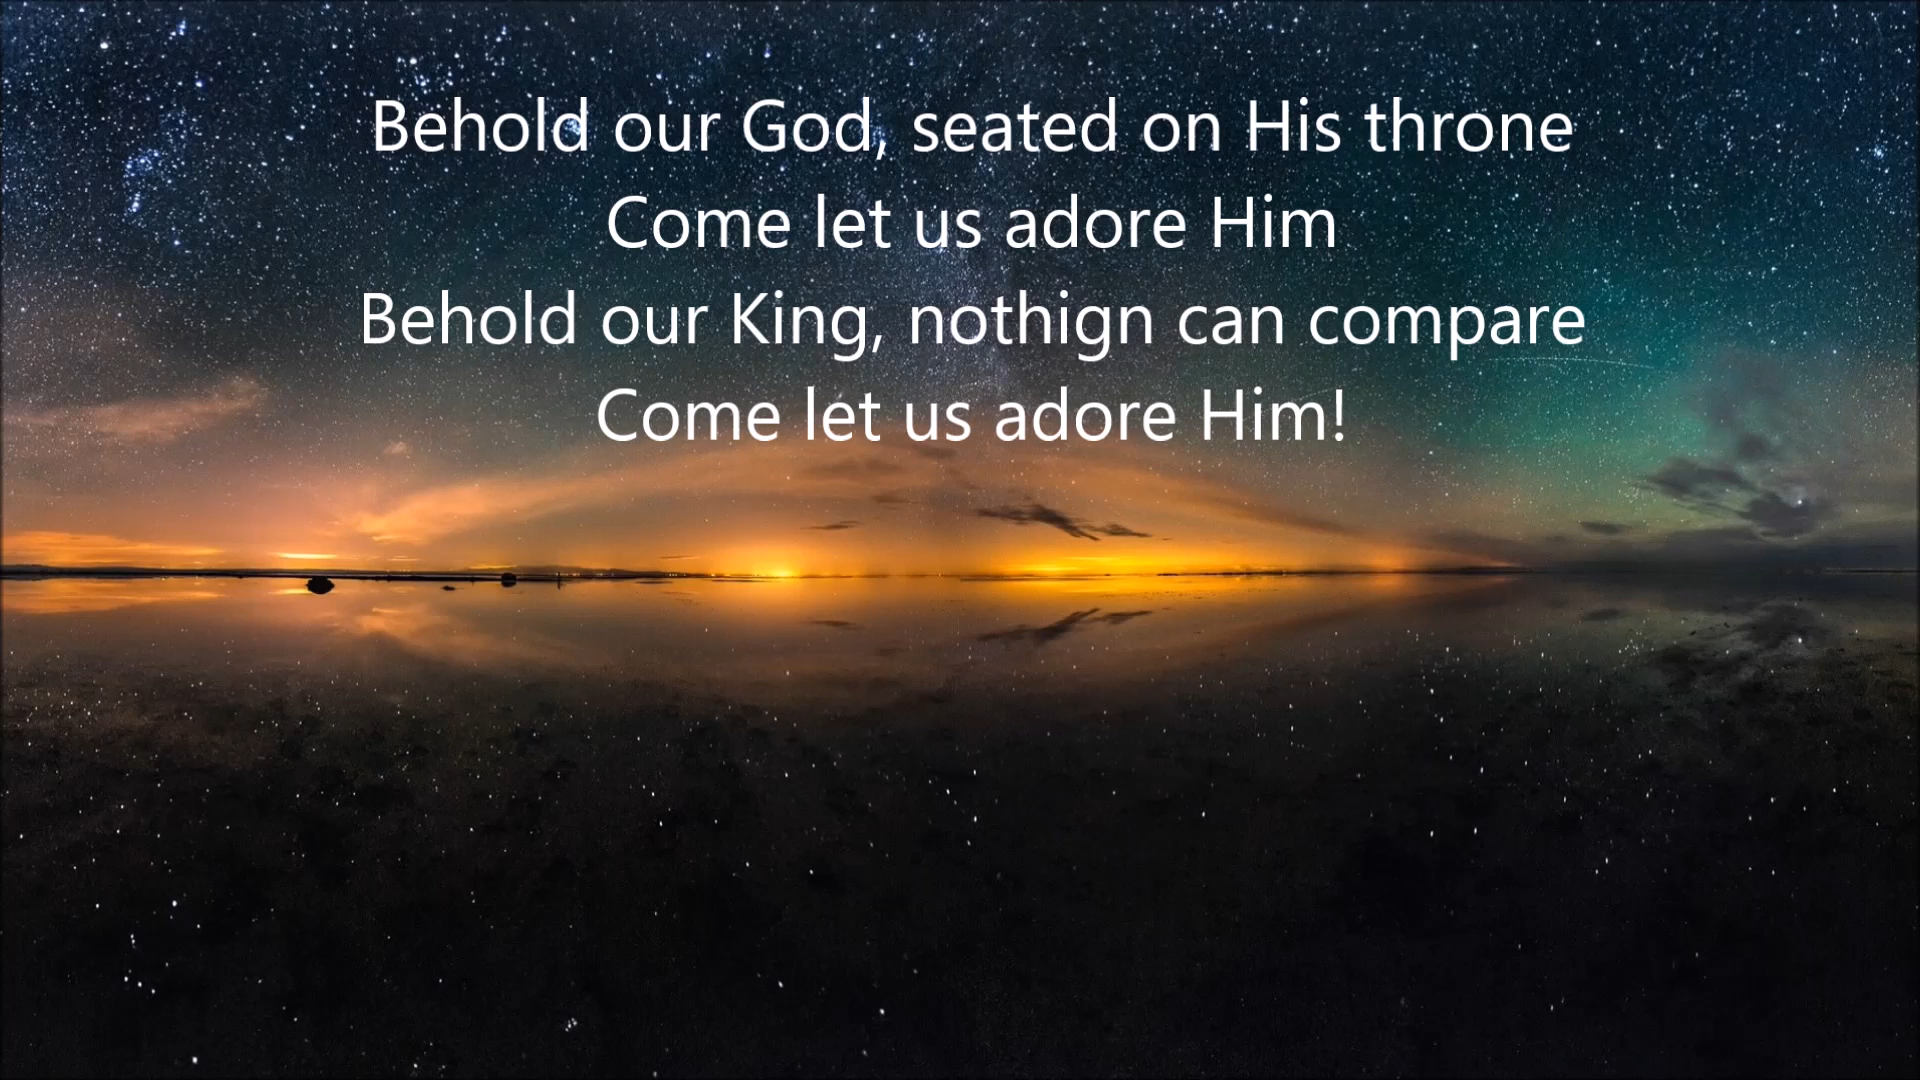 Behold our God, seated on His throne
Come let us adore Him
Behold our King, nothign can compare
Come let us adore Him!